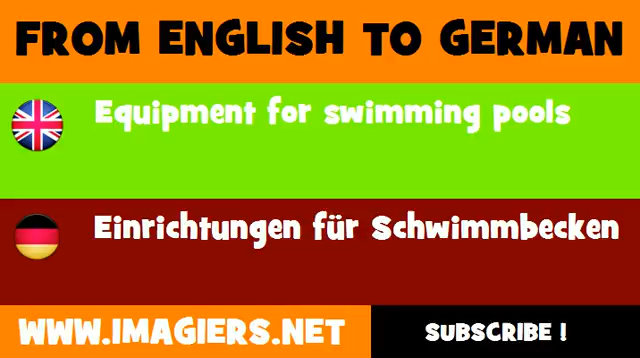 FROM ENGLISH TO GERMAN
Equipment for swimming pools
Einrichtungen für Schwimmbecken
WWW.IMAGIERS.NET
SUBSCRIBE !